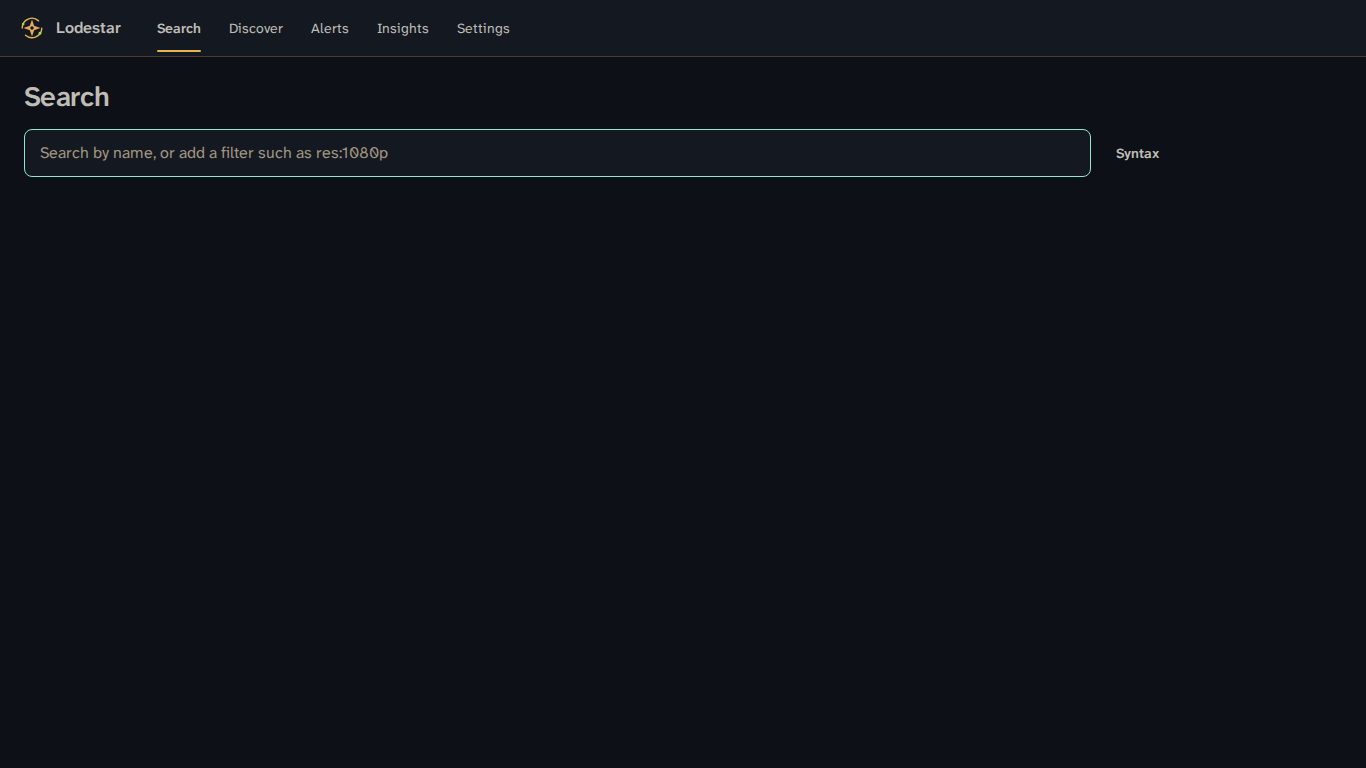 Lodestar Search Discover Alerts Insights Settings
Search
Search by name, or add a filter such as res:1080p Syntax